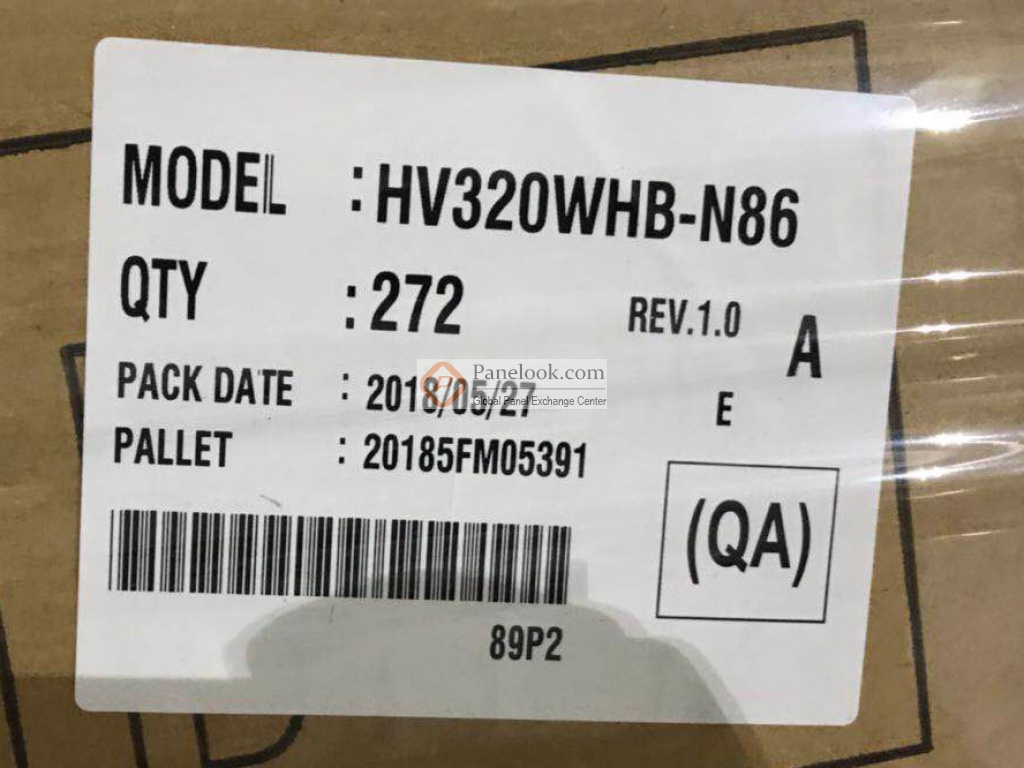 MODEL : HV320WHB-N86
QTY : 272 REV.1.0 A
Panelook.com
PACK DATE : 2018/05/27 E
Global Panel Exchange Center
PALLET : 20185FM05391
(QA)
89P2